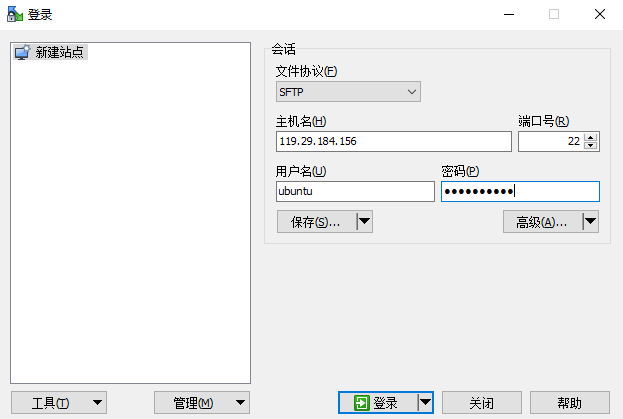 登录
新建站点
会话
文件协议(F)
SFTP
主机名(H) 端口号(R)
119.29.184.156 22
用户名(U) 密码(P)
ubuntu ●●●●●●●●●●
保存(S)... 高级(A)...
工具(T) 管理(M) 登录 关闭 帮助